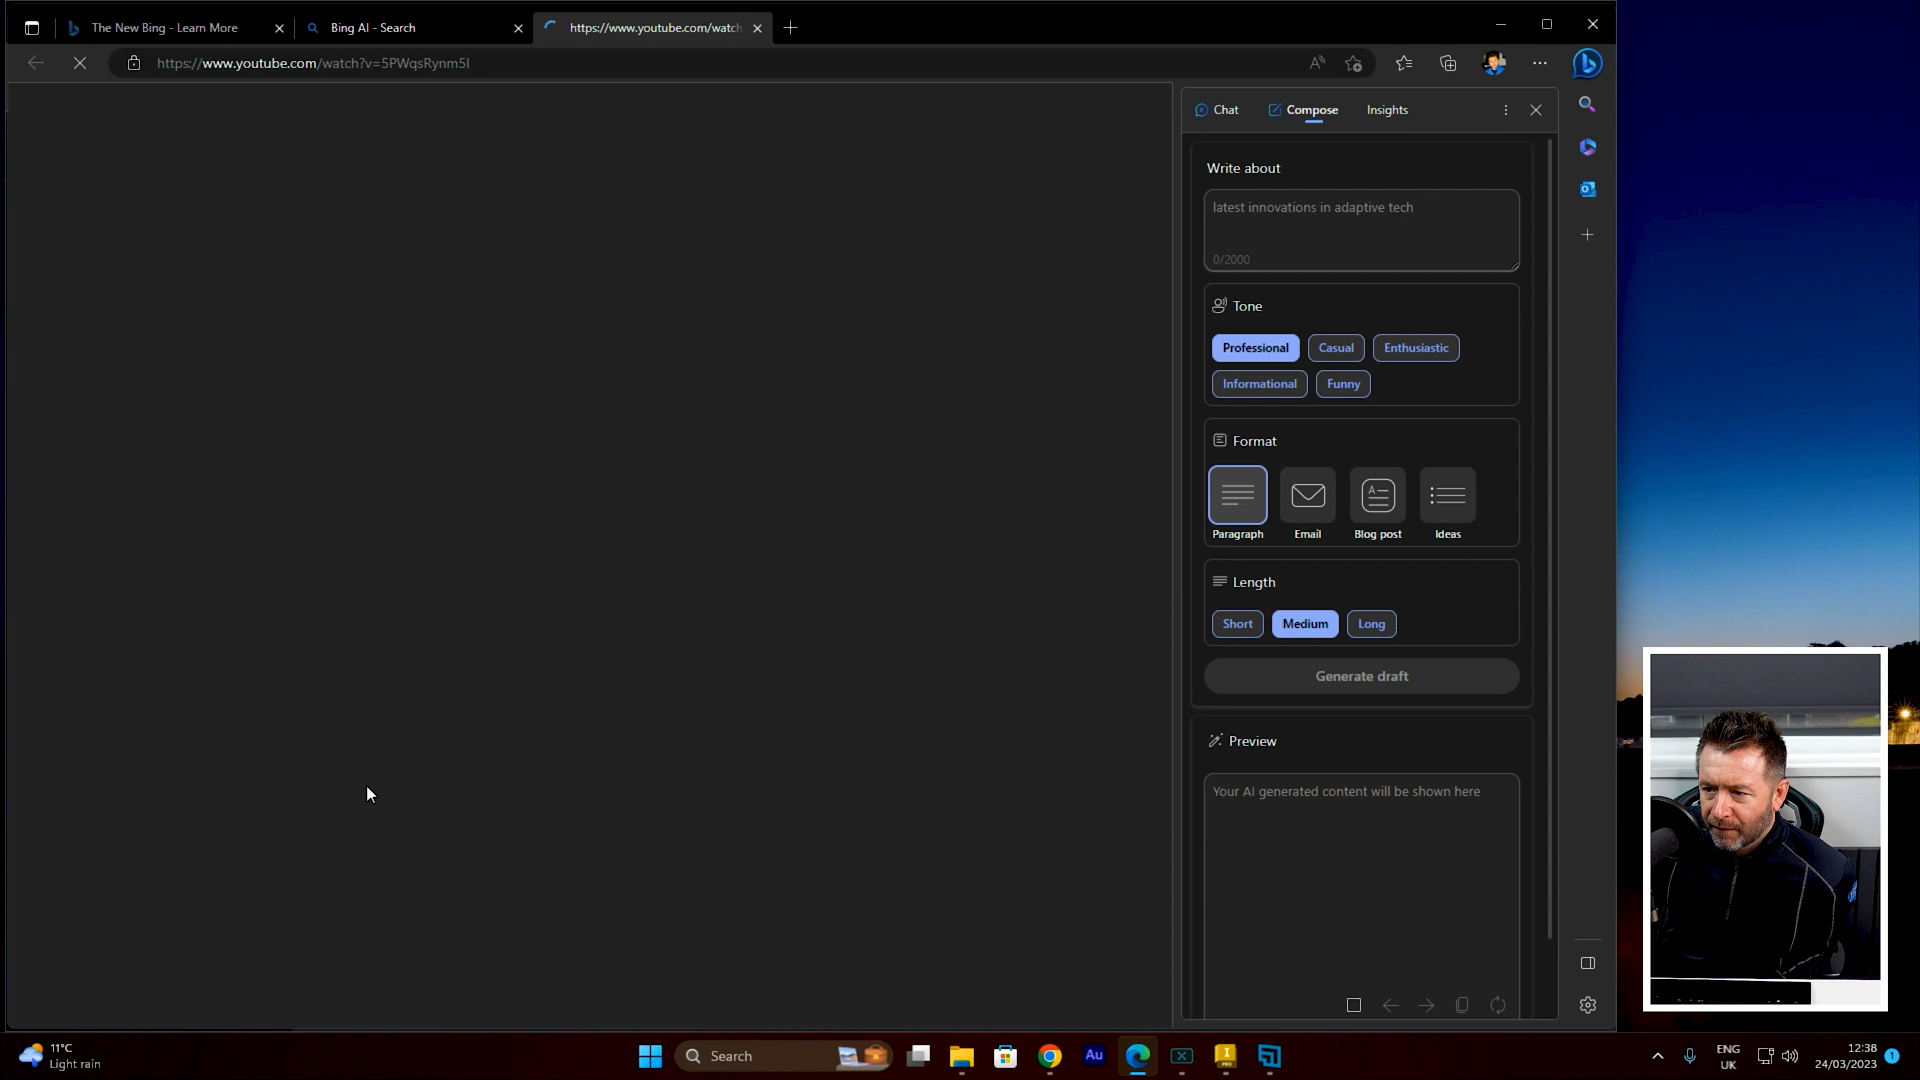 The New Bing - Learn More
Bing AI - Search
https://www.youtube.com/watch
https://www.youtube.com/watch?v=5PWqsRynm5I
Chat
Compose
Insights
Write about
latest innovations in adaptive tech
0/2000
Tone
Professional
Casual
Enthusiastic
Informational
Funny
Format
Paragraph
Email
Blog post
Ideas
Length
Short
Medium
Long
Generate draft
Preview
Your AI generated content will be shown here
11°C
Light rain
Search
Au
ENG
UK
12:38
24/03/2023
1